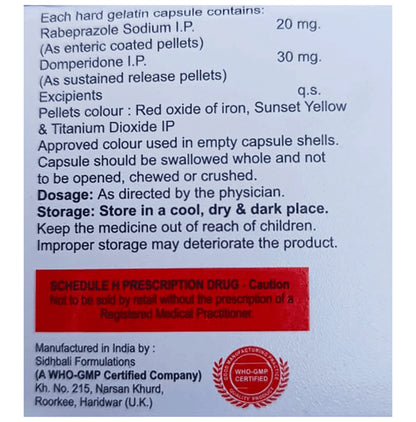 Each hard gelatin capsule contains:
Rabeprazole Sodium I.P. 20 mg.
(As enteric coated pellets)
Domperidone I.P. 30 mg.
(As sustained release pellets)
Excipients q.s.
Pellets colour : Red oxide of iron, Sunset Yellow
& Titanium Dioxide IP
Approved colour used in empty capsule shells.
Capsule should be swallowed whole and not
to be opened, chewed or crushed.
Dosage: As directed by the physician.
Storage: Store in a cool, dry & dark place.
Keep the medicine out of reach of children.
Improper storage may deteriorate the product.
SCHEDULE H PRESCRIPTION DRUG - Caution
Not to be sold by retail without the prescription of a
Registered Medical Practitioner.
Manufactured in India by :
Sidhbali Formulations
(A WHO-GMP Certified Company)
Kh. No. 215, Narsan Khurd,
Roorkee, Haridwar (U.K.)
GOOD MANUFACTURING PRACTICE
WHO-GMP
CERTIFIED
QUALITY PRODUCT